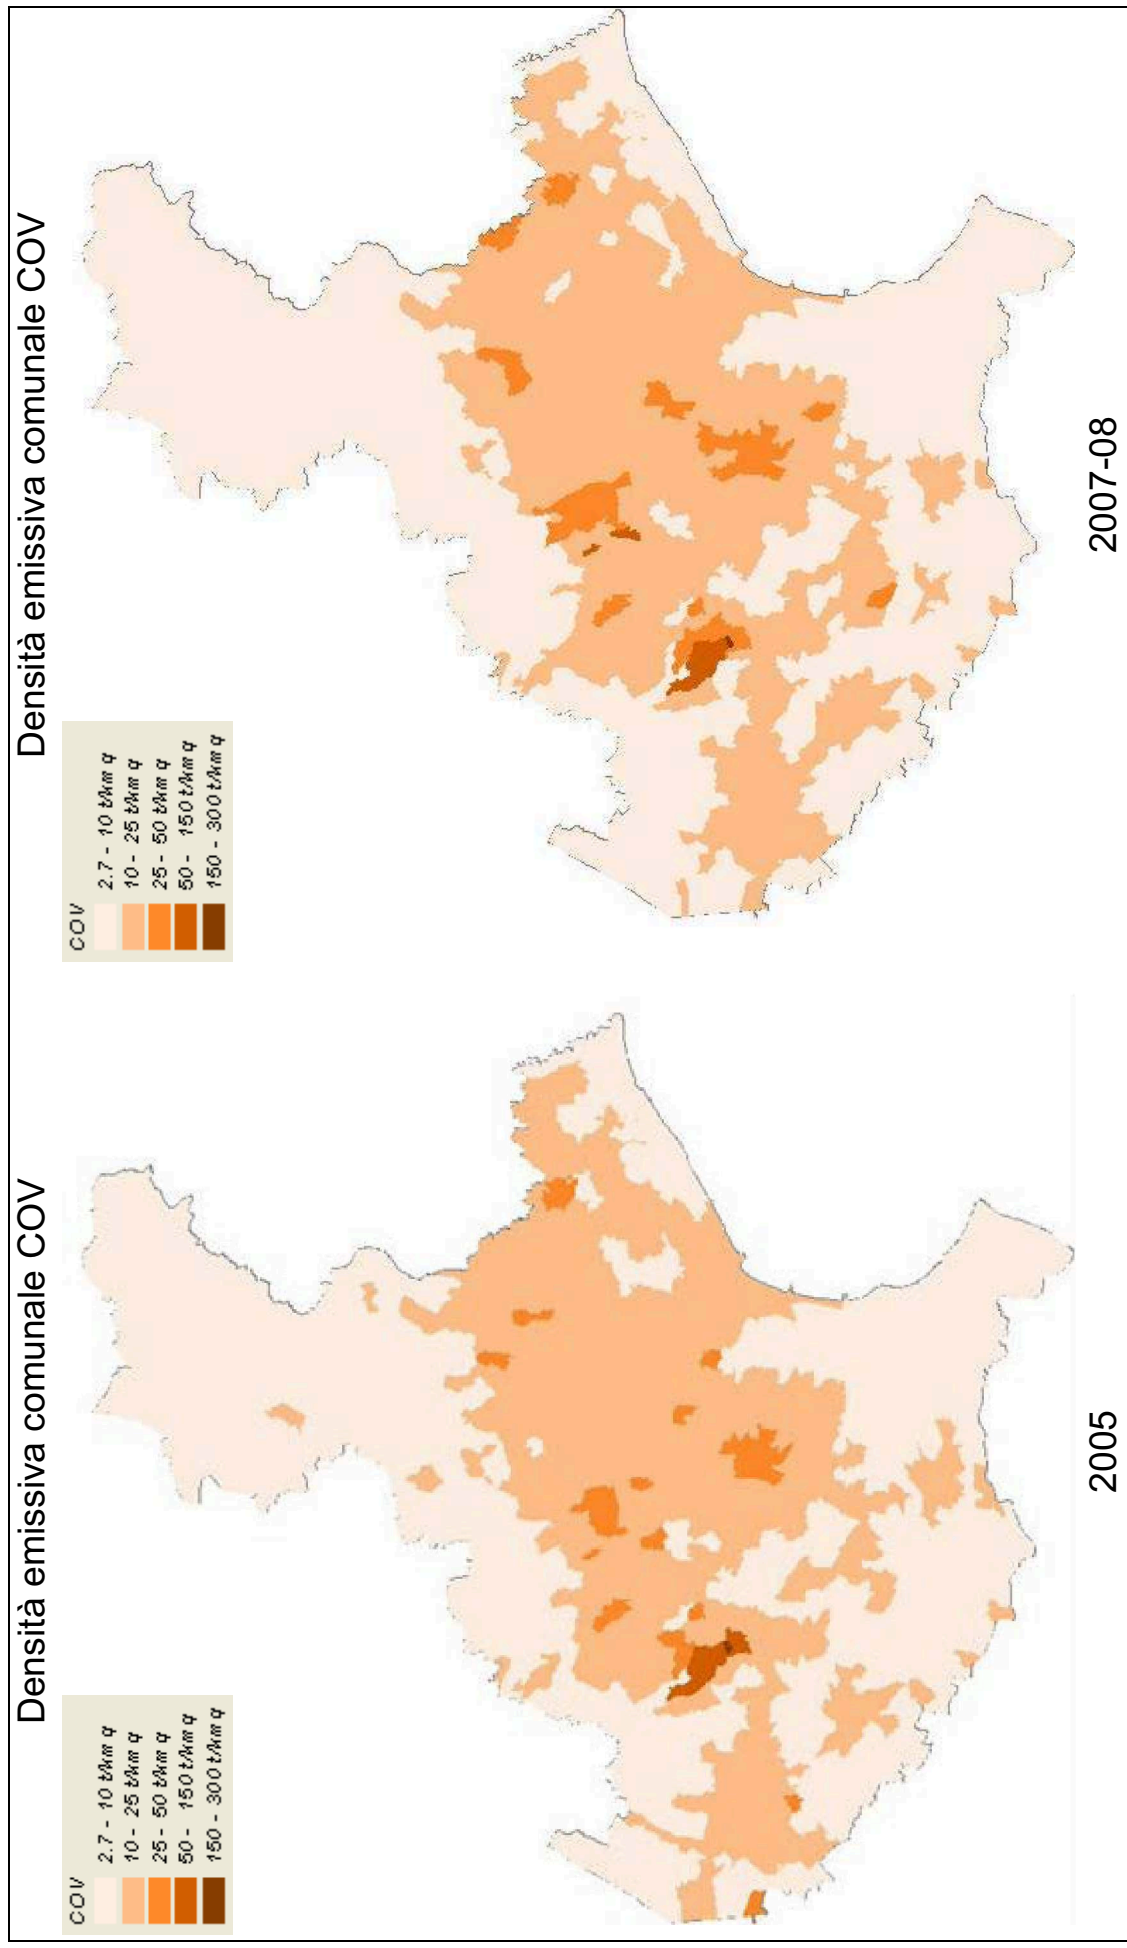 Densità emissiva comunale COV
COV
2.7 - 10 t/km q
10 - 25 t/km q
25 - 50 t/km q
50 - 150 t/km q
150 - 300 t/km q
2005
Densità emissiva comunale COV
COV
2.7 - 10 t/km q
10 - 25 t/km q
25 - 50 t/km q
50 - 150 t/km q
150 - 300 t/km q
2007-08